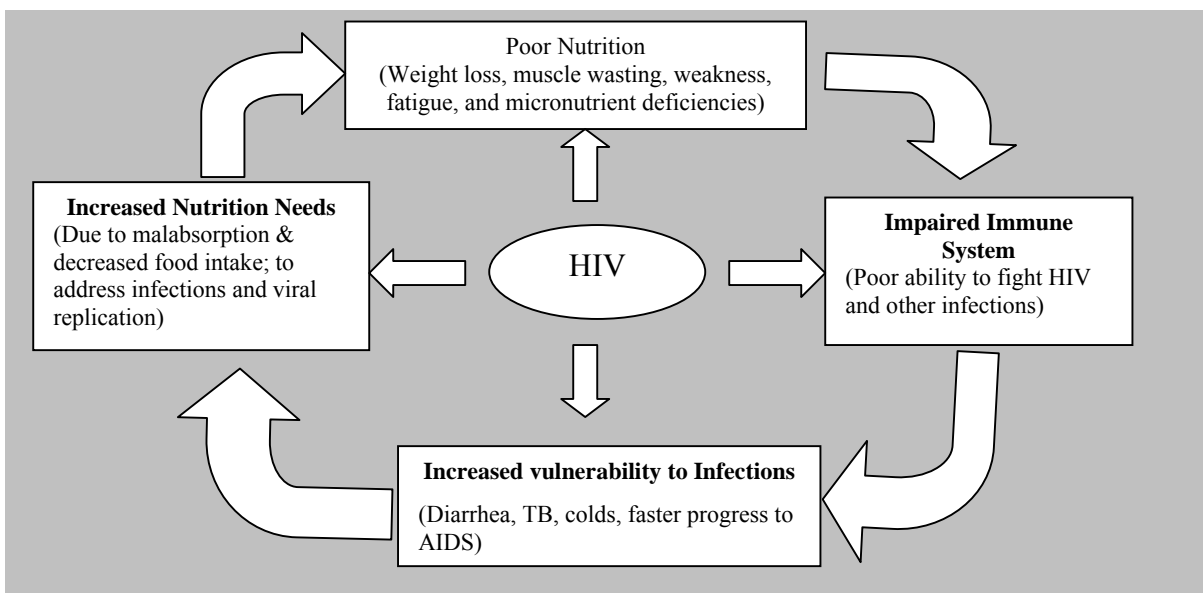 Poor Nutrition
(Weight loss, muscle wasting, weakness,
fatigue, and micronutrient deficiencies)
Increased Nutrition Needs
(Due to malabsorption &
decreased food intake; to
address infections and viral
replication)
HIV
Impaired Immune
System
(Poor ability to fight HIV
and other infections)
Increased vulnerability to Infections
(Diarrhea, TB, colds, faster progress to
AIDS)